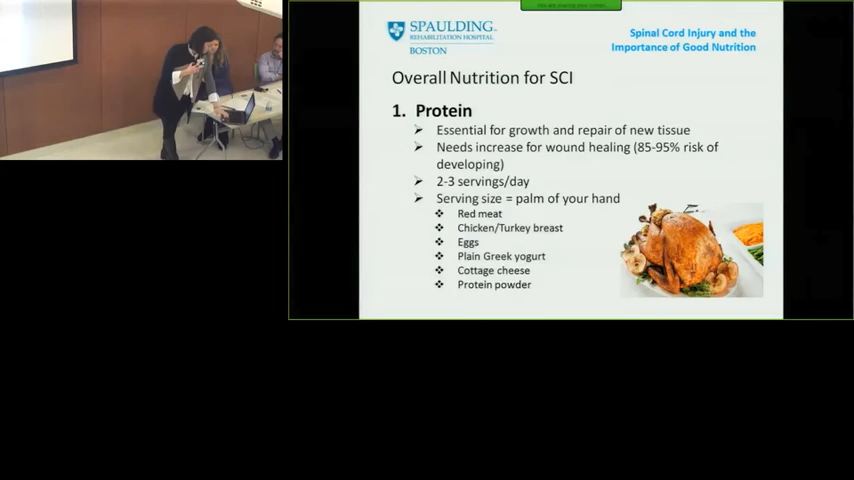 SPAULDING
REHABILITATION HOSPITAL
BOSTON
Spinal Cord Injury and the
Importance of Good Nutrition
Overall Nutrition for SCI
1. Protein
➢ Essential for growth and repair of new tissue
➢ Needs increase for wound healing (85-95% risk of
developing)
➢ 2-3 servings/day
➢ Serving size = palm of your hand
❖ Red meat
❖ Chicken/Turkey breast
❖ Eggs
❖ Plain Greek yogurt
❖ Cottage cheese
❖ Protein powder